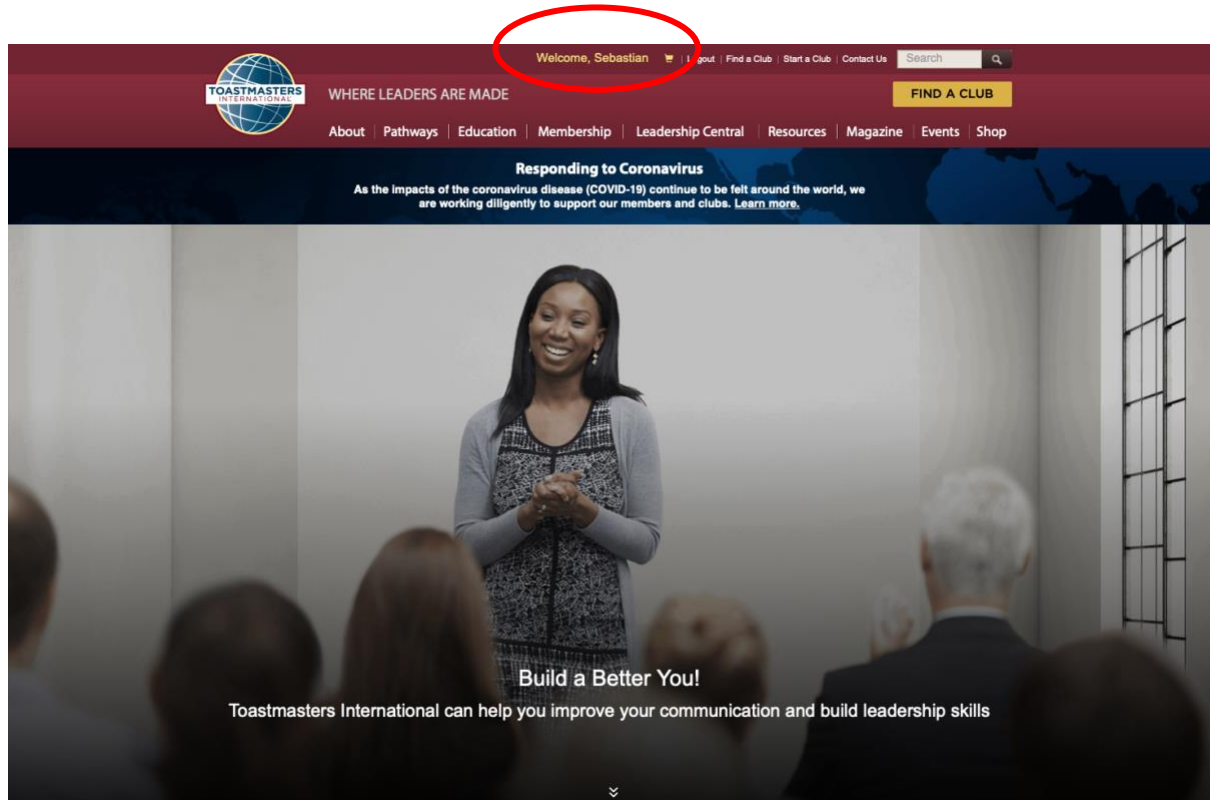 Welcome, Sebastian | Logout | Find a Club | Start a Club | Contact Us Search
TOASTMASTERS
INTERNATIONAL
WHERE LEADERS ARE MADE
FIND A CLUB
About | Pathways | Education | Membership | Leadership Central | Resources | Magazine | Events | Shop
Responding to Coronavirus
As the impacts of the coronavirus disease (COVID-19) continue to be felt around the world, we
are working diligently to support our members and clubs. Learn more.
Build a Better You!
Toastmasters International can help you improve your communication and build leadership skills